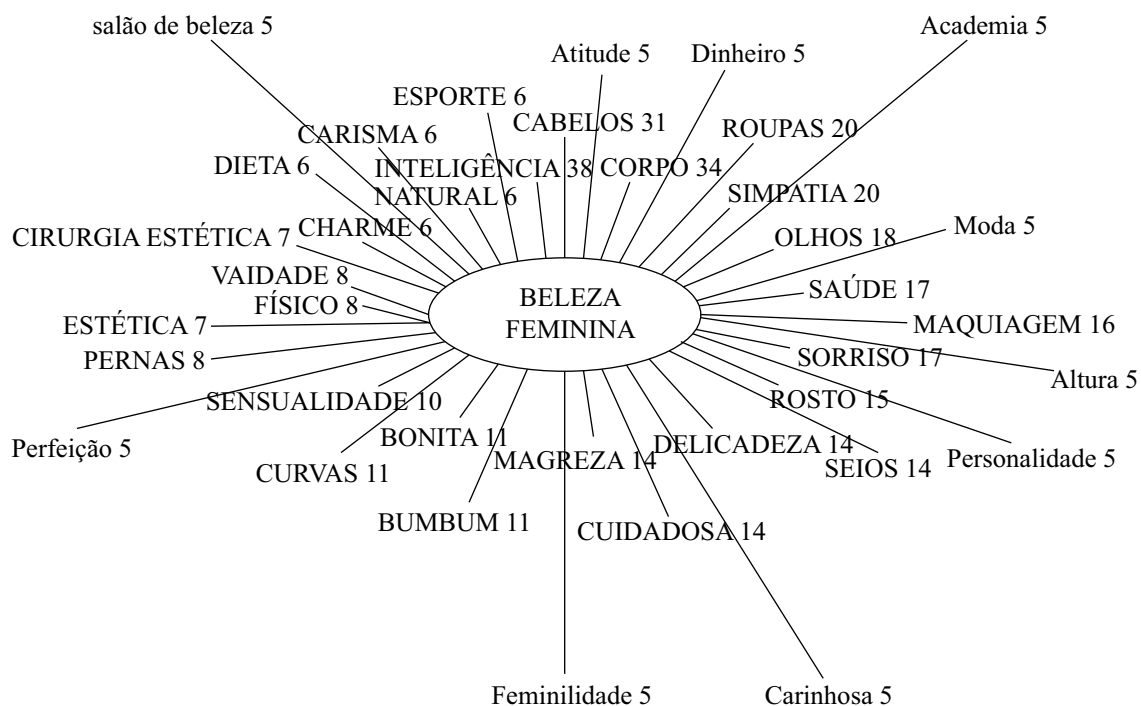 salão de beleza 5
Academia 5
Atitude 5
Dinheiro 5
ESPORTE 6
CABELOS 31
ROUPAS 20
CARISMA 6
DIETA 6
INTELIGÊNCIA 38
CORPO 34
NATURAL 6
SIMPATIA 20
CHARME 6
Moda 5
CIRURGIA ESTÉTICA 7
OLHOS 18
VAIDADE 8
SAÚDE 17
FÍSICO 8
BELEZA
FEMININA
ESTÉTICA 7
MAQUIAGEM 16
PERNAS 8
SORRISO 17
Altura 5
SENSUALIDADE 10
ROSTO 15
Perfeição 5
BONITA 11
DELICADEZA 14
MAGREZA 14
Personalidade 5
CURVAS 11
SEIOS 14
BUMBUM 11
CUIDADOSA 14
Feminilidade 5
Carinhosa 5